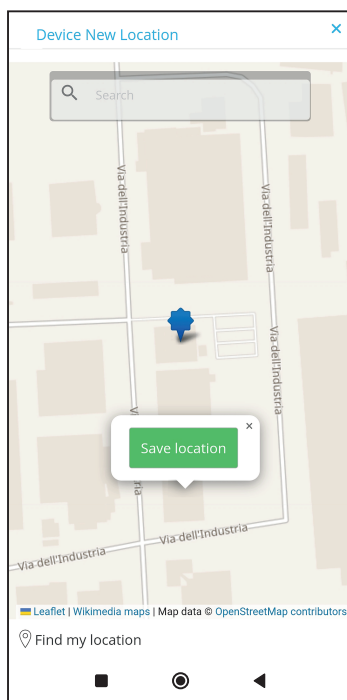 Device New Location
×
Search
Via dell'Industria
Via dell'Industria
Via dell'Industria
×
Save location
Via dell'Industria
Via dell'Industria
Leaflet | Wikimedia maps | Map data © OpenStreetMap contributors
Find my location